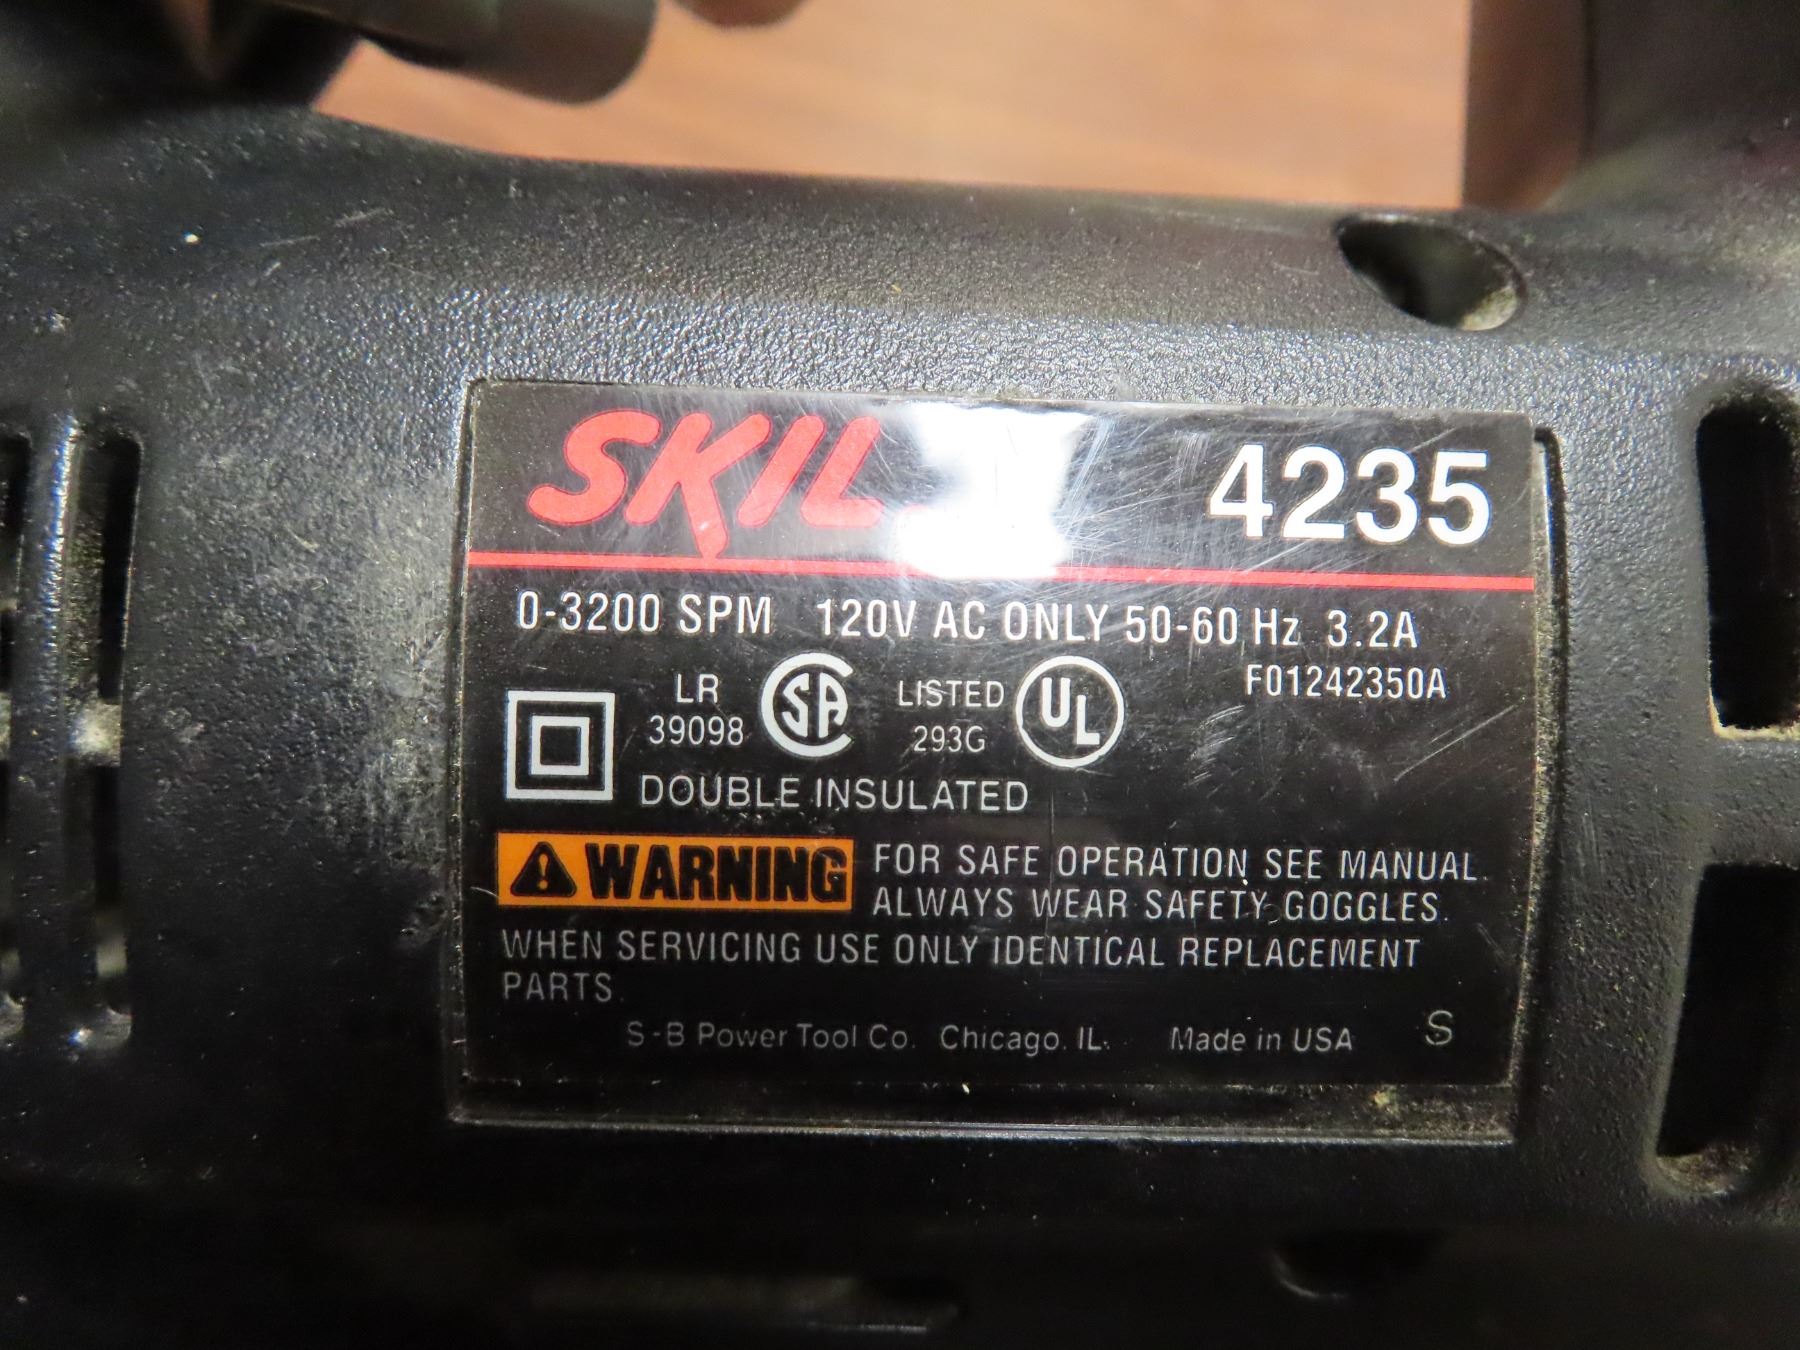 SKIL 4235
0-3200 SPM 120V AC ONLY 50-60 Hz 3.2A
F01242350A
LR
39098
SA
LISTED
293G
UL
DOUBLE INSULATED
WARNING FOR SAFE OPERATION SEE MANUAL.
ALWAYS WEAR SAFETY GOGGLES.
WHEN SERVICING USE ONLY IDENTICAL REPLACEMENT
PARTS.
S-B Power Tool Co. Chicago. IL. Made in USA S